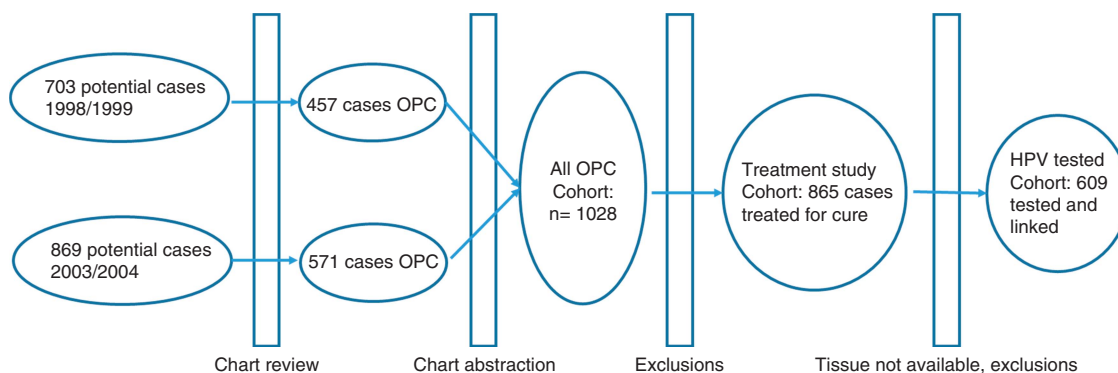 703 potential cases
1998/1999
457 cases OPC
869 potential cases
2003/2004
571 cases OPC
All OPC
Cohort:
n= 1028
Treatment study
Cohort: 865 cases
treated for cure
HPV tested
Cohort: 609
tested and
linked
Chart review
Chart abstraction
Exclusions
Tissue not available, exclusions